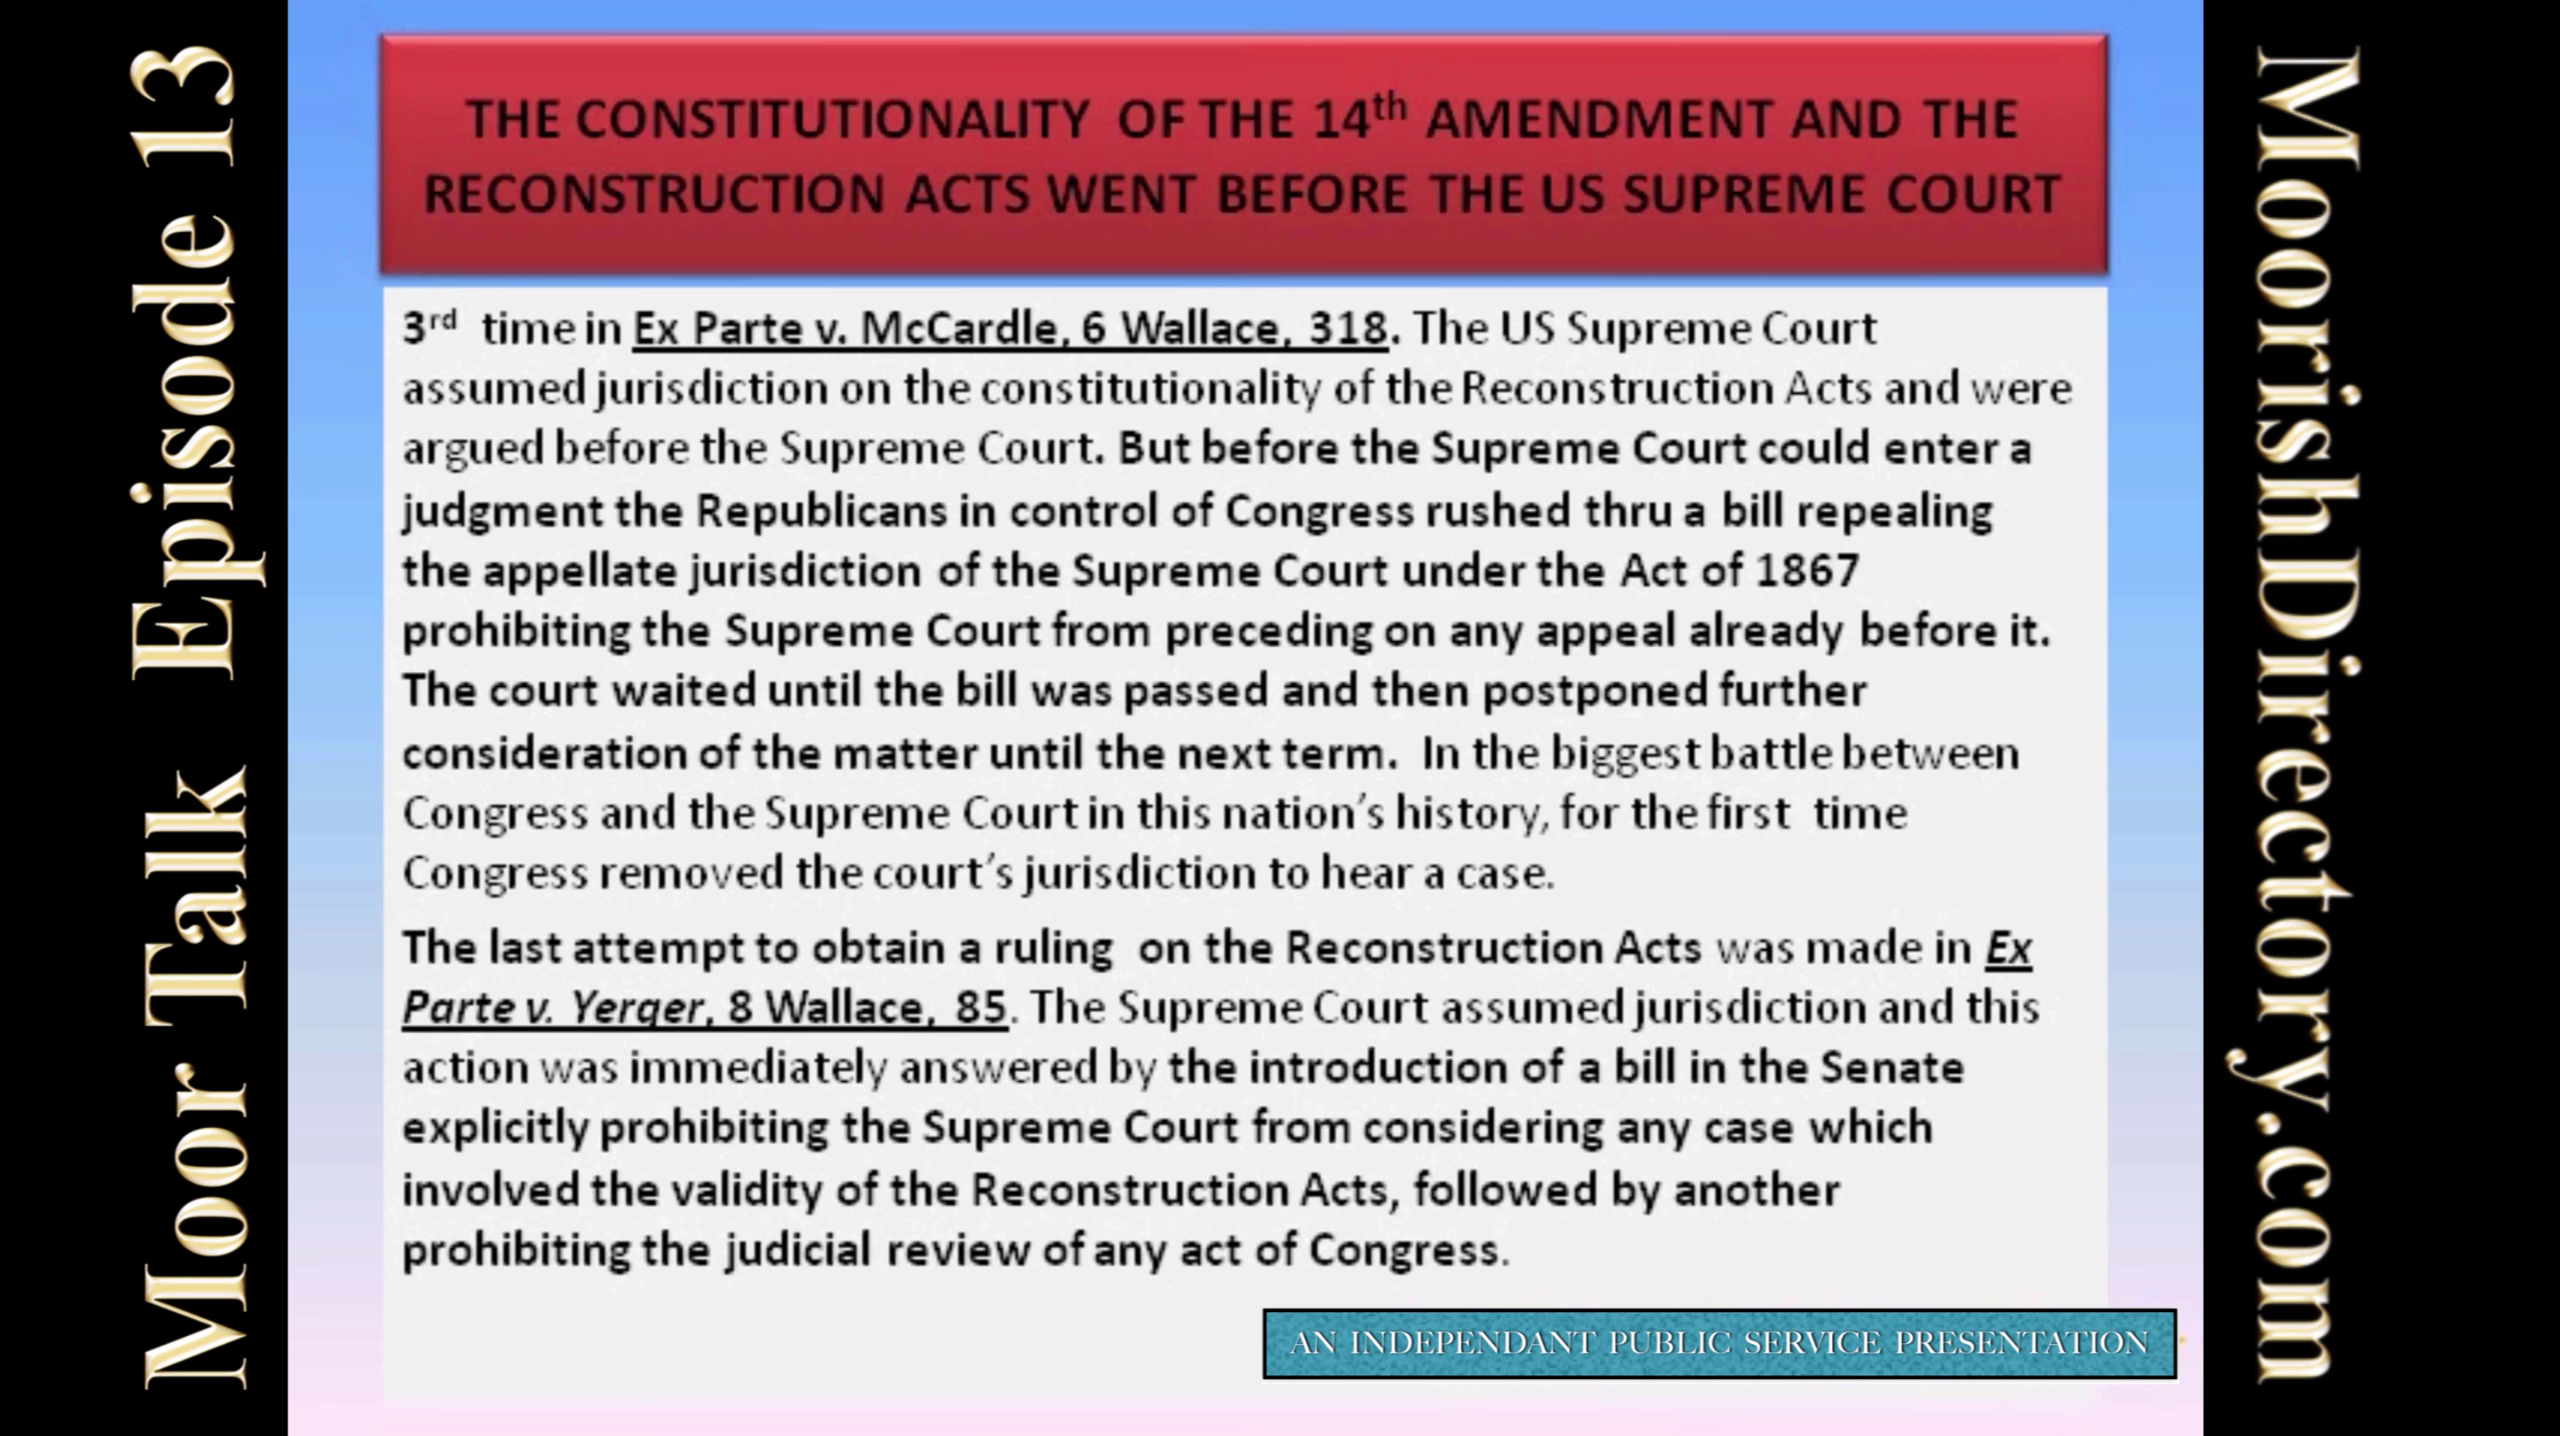 Moor Talk Episode 13
THE CONSTITUTIONALITY OF THE 14th AMENDMENT AND THE
RECONSTRUCTION ACTS WENT BEFORE THE US SUPREME COURT
3rd time in Ex Parte v. McCardle, 6 Wallace, 318. The US Supreme Court
assumed jurisdiction on the constitutionality of the Reconstruction Acts and were
argued before the Supreme Court. But before the Supreme Court could enter a
judgment the Republicans in control of Congress rushed thru a bill repealing
the appellate jurisdiction of the Supreme Court under the Act of 1867
prohibiting the Supreme Court from preceding on any appeal already before it.
The court waited until the bill was passed and then postponed further
consideration of the matter until the next term. In the biggest battle between
Congress and the Supreme Court in this nation's history, for the first time
Congress removed the court's jurisdiction to hear a case.
The last attempt to obtain a ruling on the Reconstruction Acts was made in Ex
Parte v. Yerger, 8 Wallace, 85. The Supreme Court assumed jurisdiction and this
action was immediately answered by the introduction of a bill in the Senate
explicitly prohibiting the Supreme Court from considering any case which
involved the validity of the Reconstruction Acts, followed by another
prohibiting the judicial review of any act of Congress.
AN INDEPENDANT PUBLIC SERVICE PRESENTATION
MoorishDirectory.com